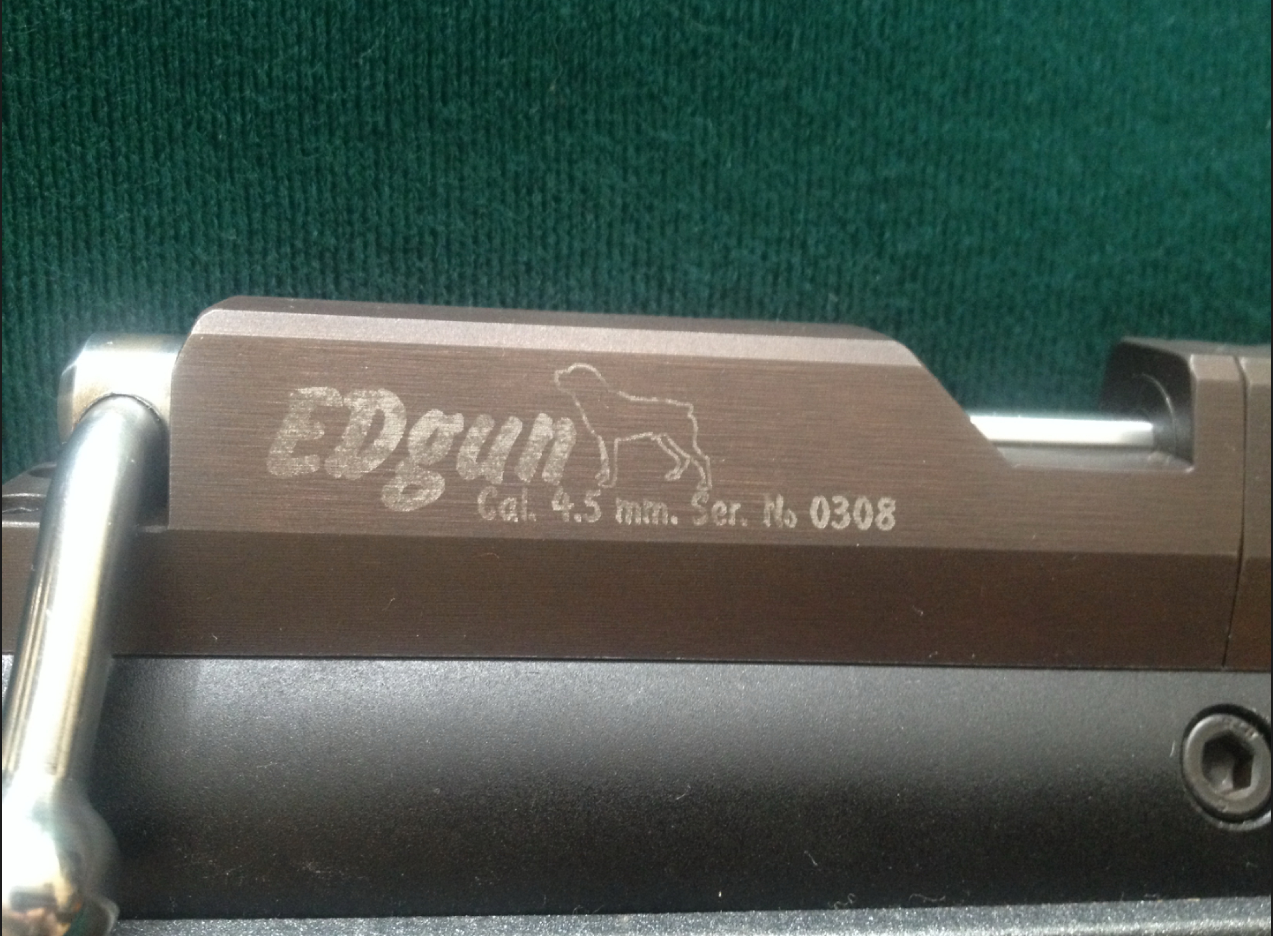 EDgun
Cal. 4.5 mm. Ser. № 0308